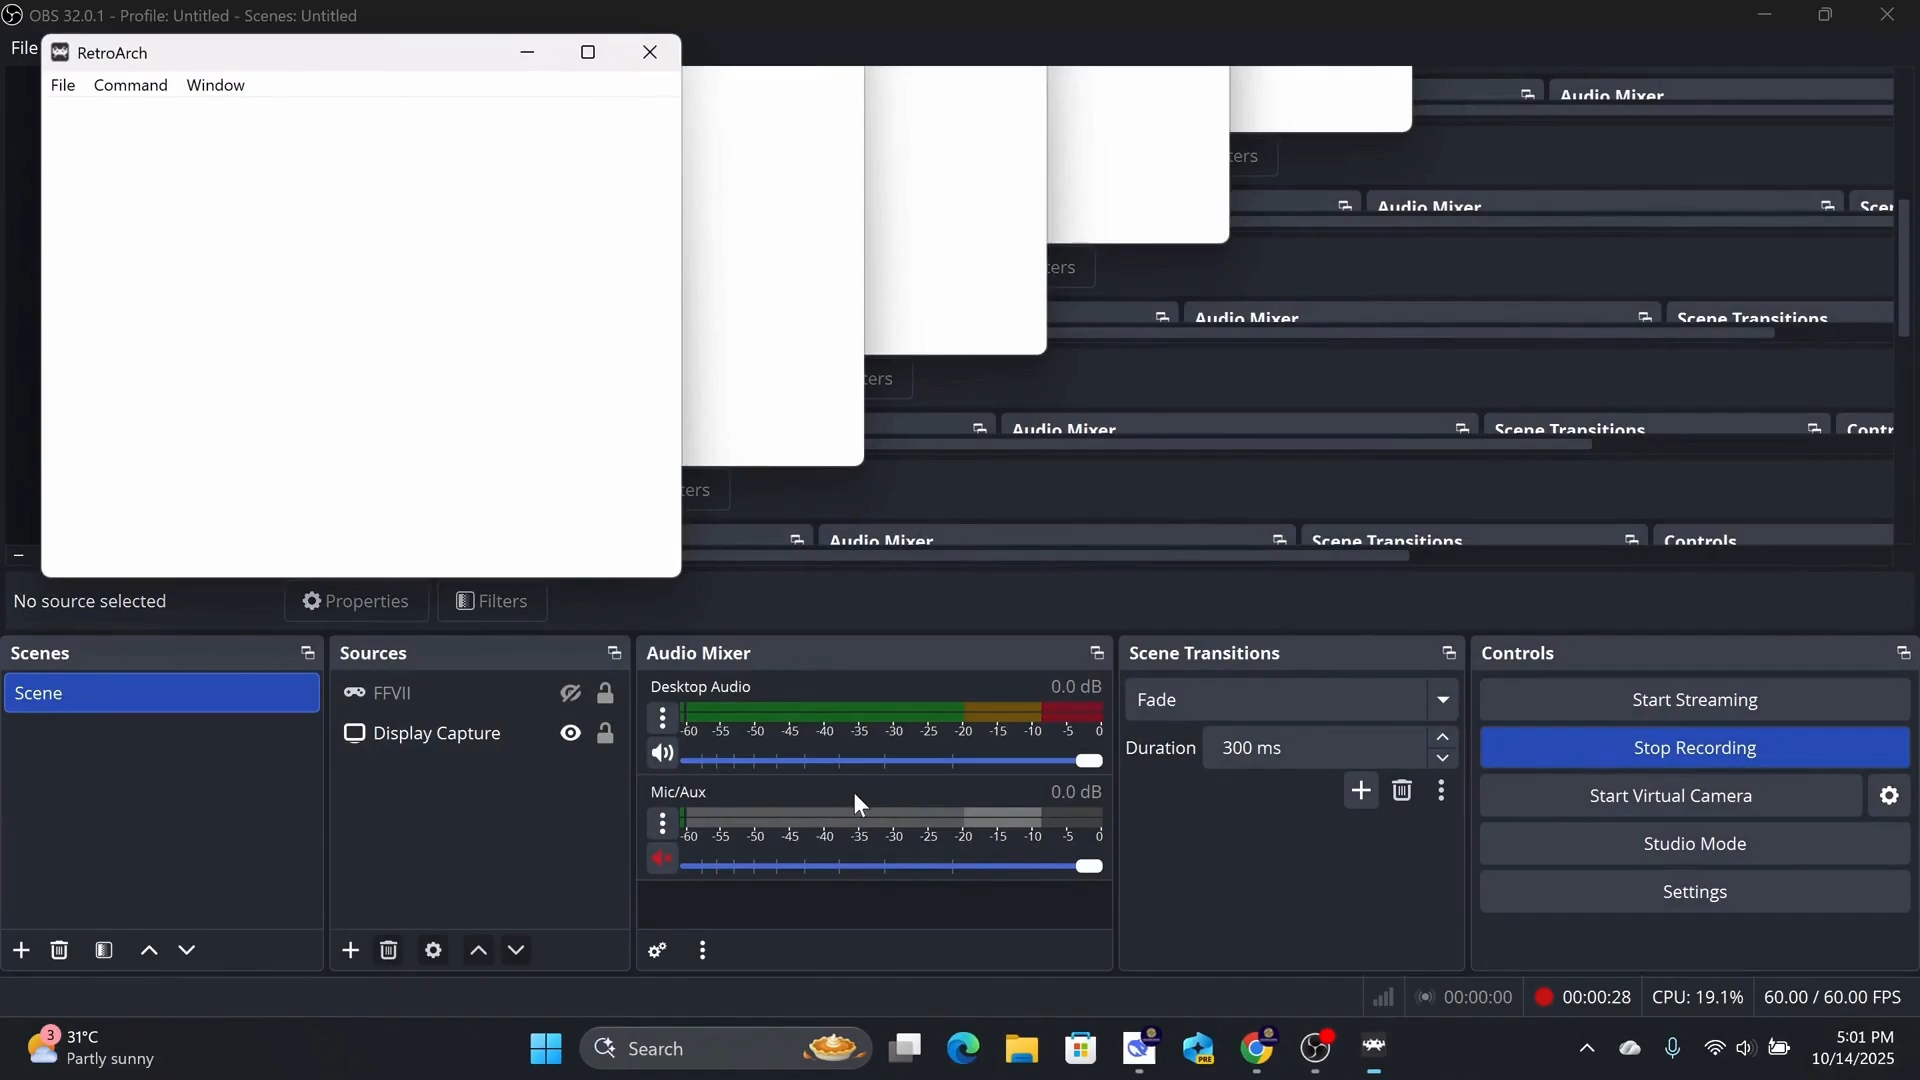 OBS 32.0.1 - Profile: Untitled - Scenes: Untitled
File
RetroArch
File Command Window
Audio Mixer
ters
Audio Mixer
Scer
ters
Audio Mixer
Scene Transitions
ters
Audio Mixer
Scene Transitions
Contr
ters
Audio Mixer
Scene Transitions
Controls
No source selected
Properties
Filters
Scenes
Scene
Sources
FFVII
Display Capture
Audio Mixer
Desktop Audio
0.0 dB
-60 -55 -50 -45 -40 -35 -30 -25 -20 -15 -10 -5 0
Mic/Aux
0.0 dB
-60 -55 -50 -45 -40 -35 -30 -25 -20 -15 -10 -5 0
Scene Transitions
Fade
Duration
300 ms
Controls
Start Streaming
Stop Recording
Start Virtual Camera
Studio Mode
Settings
00:00:00
00:00:28
CPU: 19.1%
60.00 / 60.00 FPS
3
31°C
Partly sunny
Search
PRE
5:01 PM
10/14/2025